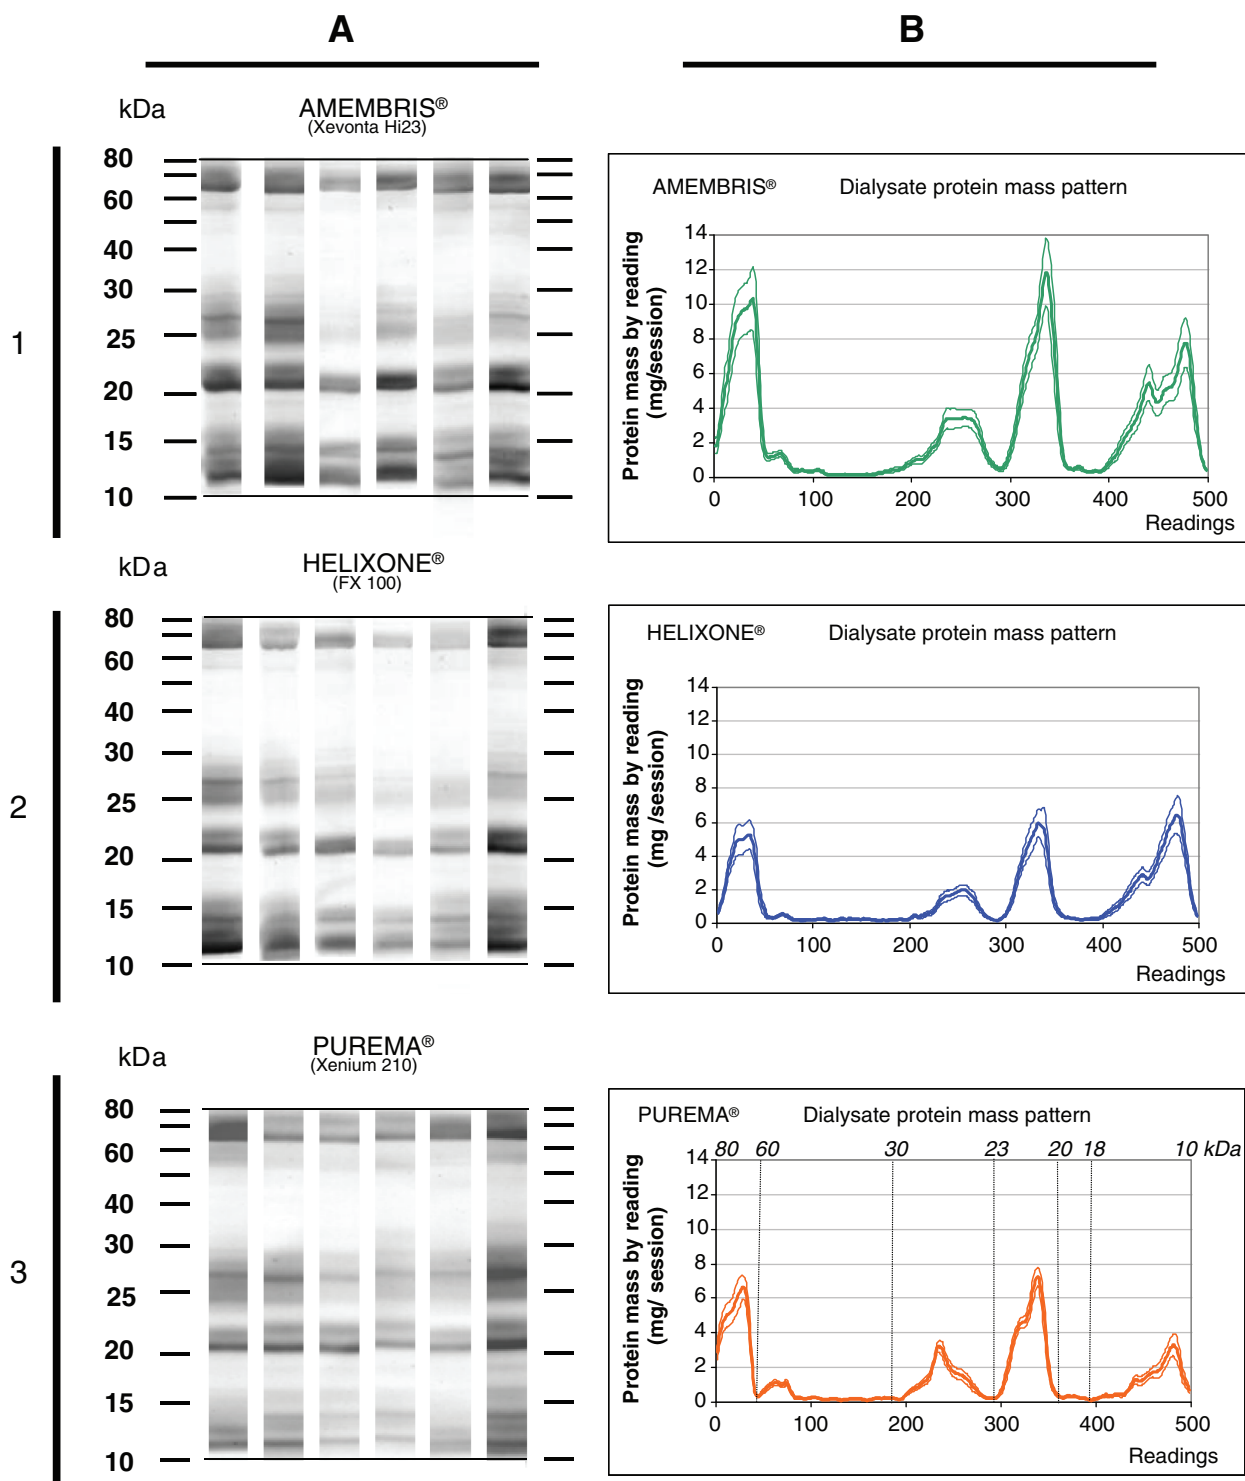 A
B
1
kDa
AMEMBRIS®
(Xevonta Hi23)
80
60
40
30
25
20
15
10
AMEMBRIS® Dialysate protein mass pattern
Protein mass by reading
(mg/session)
14
12
10
8
6
4
2
0
0 100 200 300 400 500
Readings
2
kDa
HELIXONE®
(FX 100)
80
60
40
30
25
20
15
10
HELIXONE® Dialysate protein mass pattern
Protein mass by reading
(mg /session)
14
12
10
8
6
4
2
0
0 100 200 300 400 500
Readings
3
kDa
PUREMA®
(Xenium 210)
80
60
40
30
25
20
15
10
PUREMA® Dialysate protein mass pattern
80 60 30 23 20 18 10 kDa
Protein mass by reading
(mg/ session)
14
12
10
8
6
4
2
0
0 100 200 300 400 500
Readings